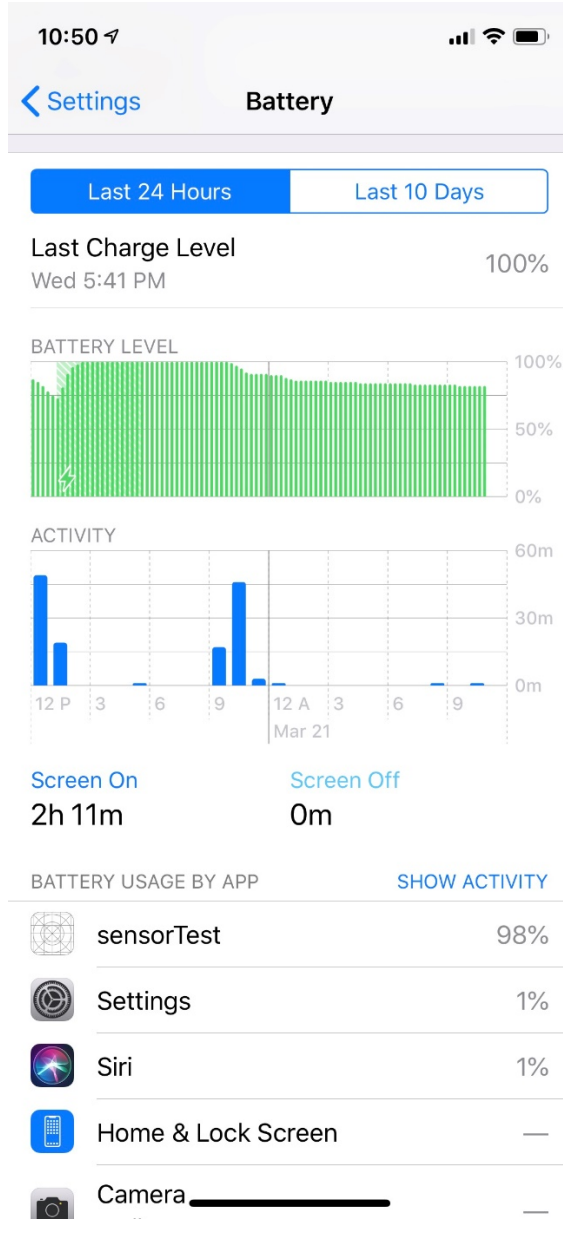 10:50
Settings
Battery
Last 24 Hours
Last 10 Days
Last Charge Level
Wed 5:41 PM
100%
BATTERY LEVEL
100%
50%
0%
ACTIVITY
60m
30m
0m
12 P 3 6 9 12 A 3 6 9
Mar 21
Screen On
Screen Off
2h 11m
0m
BATTERY USAGE BY APP
SHOW ACTIVITY
sensorTest
98%
Settings
1%
Siri
1%
Home & Lock Screen
—
Camera
—